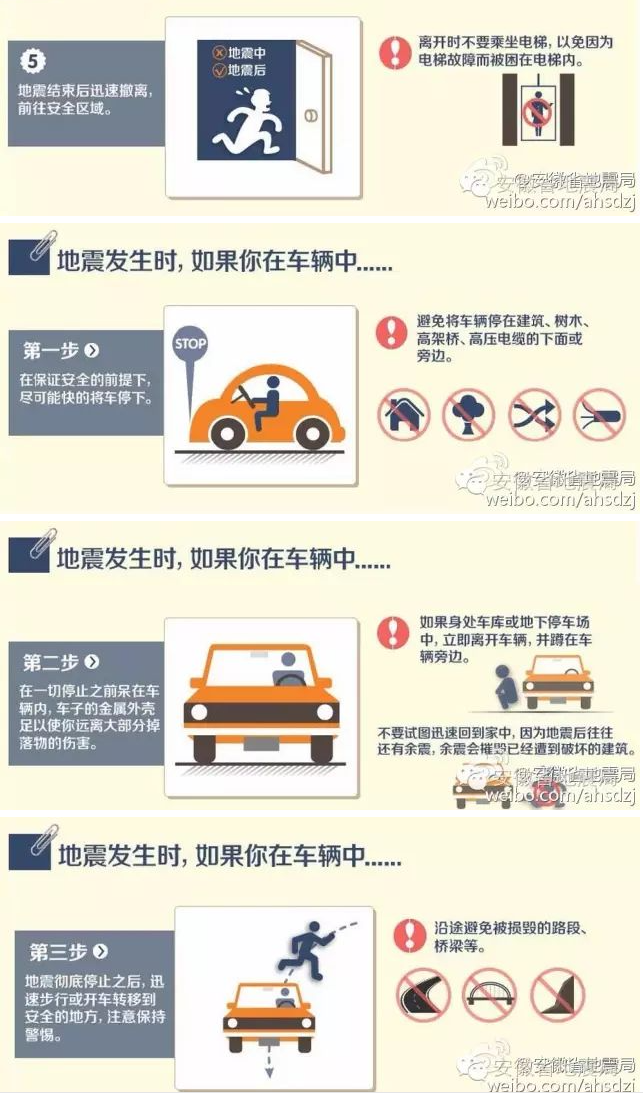 5
地震结束后迅速撤离,
前往安全区域。
地震中
地震后
离开时不要乘坐电梯,以免因为
电梯故障而被困在电梯内。
@安徽省地震局
weibo.com/ahsdzj
地震发生时,如果你在车辆中......
第一步
在保证安全的前提下,
尽可能快的将车停下。
STOP
避免将车辆停在建筑、树木、
高架桥、高压电缆的下面或
旁边。
@安徽省地震局
weibo.com/ahsdzj
地震发生时,如果你在车辆中......
第二步
在一切停止之前呆在车
辆内,车子的金属外壳
足以使你远离大部分掉
落物的伤害。
如果身处车库或地下停车场
中,立即离开车辆,并蹲在车
辆旁边。
不要试图迅速回到家中,因为地震后往往
还有余震,余震会摧毁已经遭到破坏的建筑。
@安徽省地震局
weibo.com/ahsdzj
地震发生时,如果你在车辆中......
第三步
地震彻底停止之后,迅
速步行或开车转移到
安全的地方,注意保持
警惕。
沿途避免被损毁的路段、
桥梁等。
@安徽省地震局
weibo.com/ahsdzj